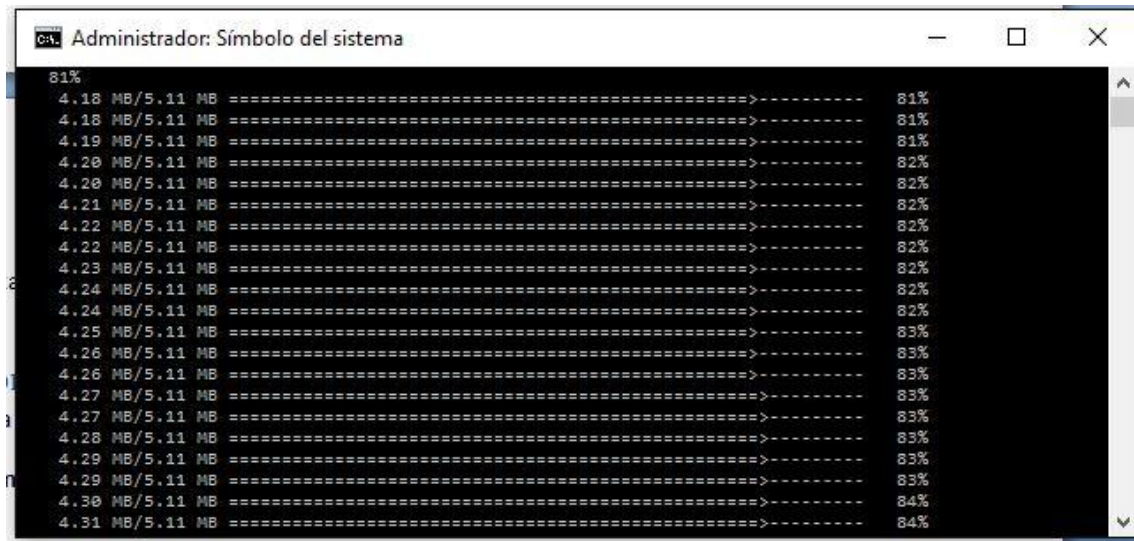 Administrador: Símbolo del sistema
81%
4.18 MB/5.11 MB =================================================>---------- 81%
4.18 MB/5.11 MB =================================================>---------- 81%
4.19 MB/5.11 MB =================================================>---------- 81%
4.20 MB/5.11 MB =================================================>---------- 82%
4.20 MB/5.11 MB =================================================>---------- 82%
4.21 MB/5.11 MB =================================================>---------- 82%
4.22 MB/5.11 MB =================================================>---------- 82%
4.22 MB/5.11 MB =================================================>---------- 82%
4.23 MB/5.11 MB =================================================>---------- 82%
4.24 MB/5.11 MB =================================================>---------- 82%
4.24 MB/5.11 MB =================================================>---------- 82%
4.25 MB/5.11 MB =================================================>---------- 83%
4.26 MB/5.11 MB =================================================>---------- 83%
4.26 MB/5.11 MB =================================================>---------- 83%
4.27 MB/5.11 MB ==================================================>--------- 83%
4.27 MB/5.11 MB ==================================================>--------- 83%
4.28 MB/5.11 MB ==================================================>--------- 83%
4.29 MB/5.11 MB ==================================================>--------- 83%
4.29 MB/5.11 MB ==================================================>--------- 83%
4.30 MB/5.11 MB ==================================================>--------- 84%
4.31 MB/5.11 MB ==================================================>--------- 84%